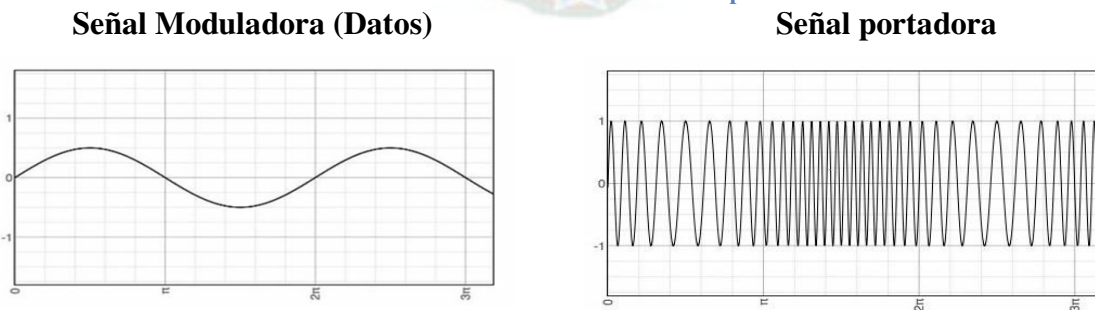 Señal Moduladora (Datos)
Señal portadora
1
0
-1
0
π
2π
3π
1
0
-1
0
π
2π
3π